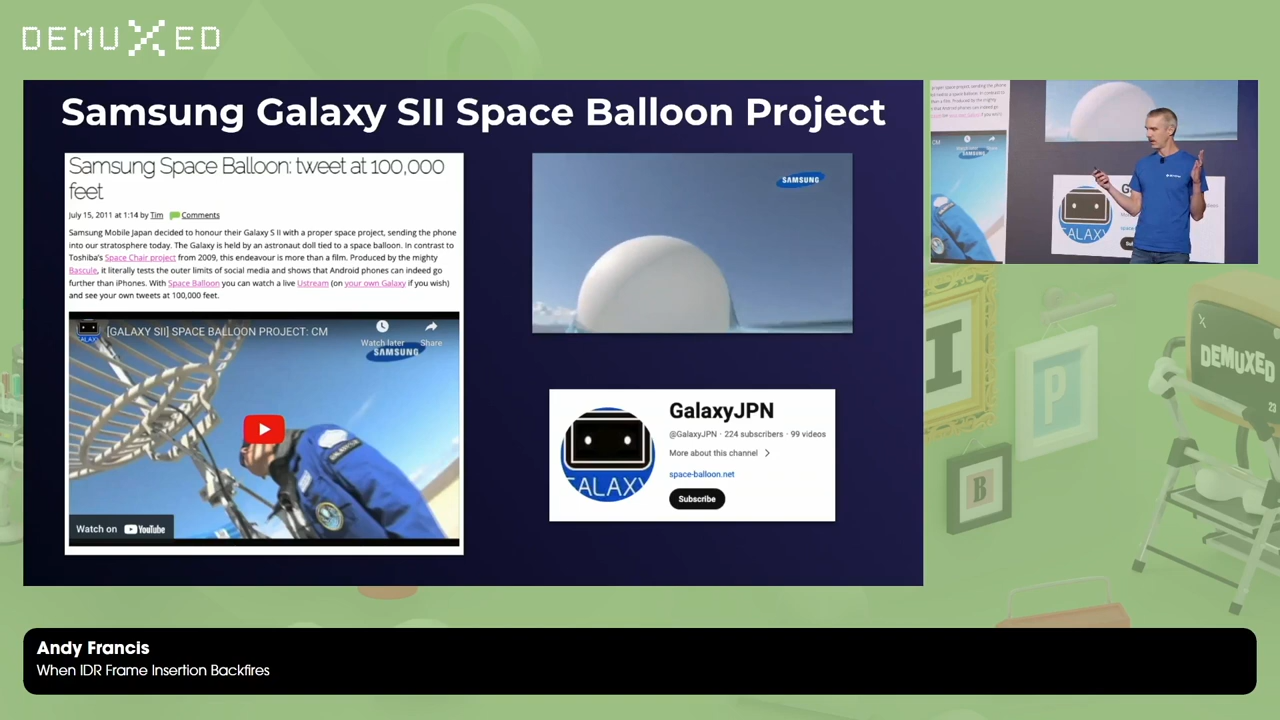 DEMUXED
Samsung Galaxy SII Space Balloon Project
Samsung Space Balloon: tweet at 100,000
feet
July 15, 2011 at 1:14 by Tim Comments
Samsung Mobile Japan decided to honour their Galaxy S II with a proper space project, sending the phone
into our stratosphere today. The Galaxy is held by an astronaut doll tied to a space balloon. In contrast to
Toshiba's Space Chair project from 2009, this endeavour is more than a film. Produced by the mighty
Bascule, it literally tests the outer limits of social media and shows that Android phones can indeed go
further than iPhones. With Space Balloon you can watch a live Ustream (on your own Galaxy if you wish)
and see your own tweets at 100,000 feet.
[GALAXY SII] SPACE BALLOON PROJECT: CM
Watch later
Share
SAMSUNG
Watch on YouTube
SAMSUNG
GALAXY
GalaxyJPN
@GalaxyJPN · 224 subscribers · 99 videos
More about this channel
space-balloon.net
Subscribe
SAMSUNG
GALAXY
I
P
B
DEMUXED
Andy Francis
When IDR Frame Insertion Backfires